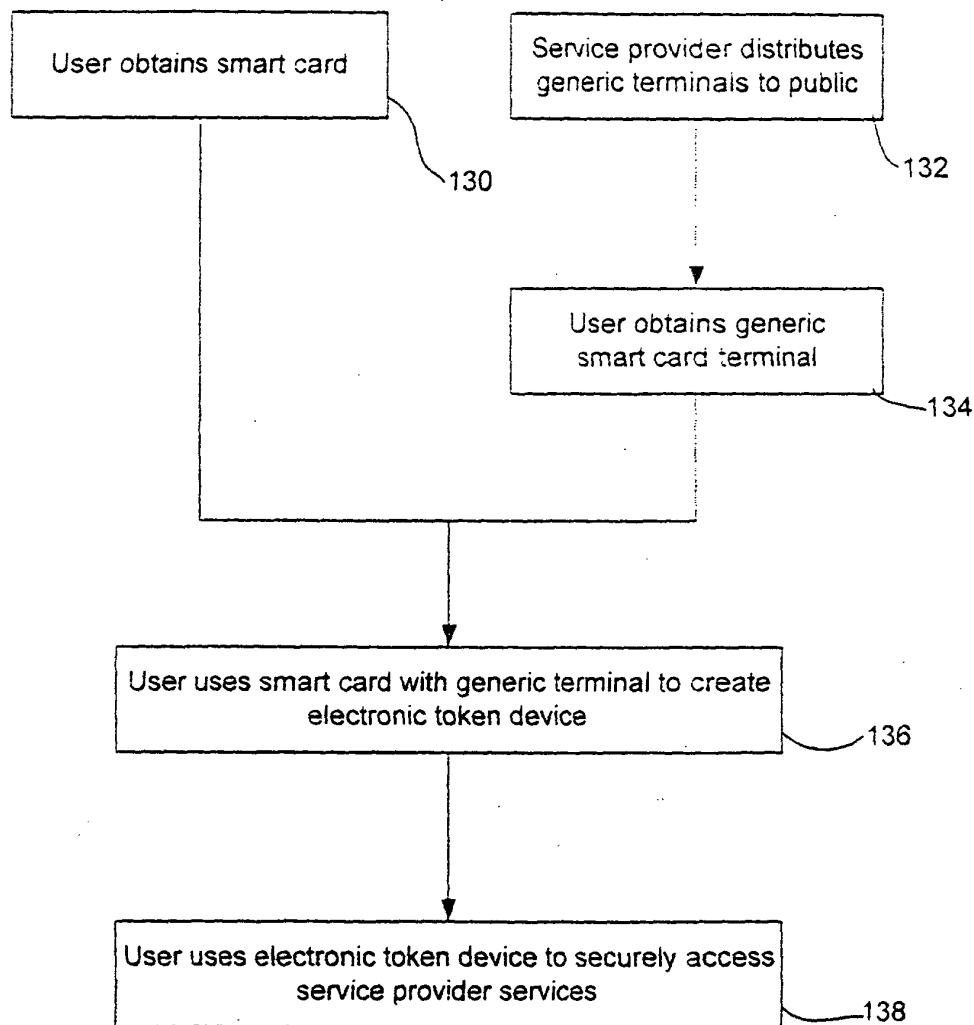 User obtains smart card
130
Service provider distributes
generic terminals to public
132
User obtains generic
smart card terminal
134
User uses smart card with generic terminal to create
electronic token device
136
User uses electronic token device to securely access
service provider services
138